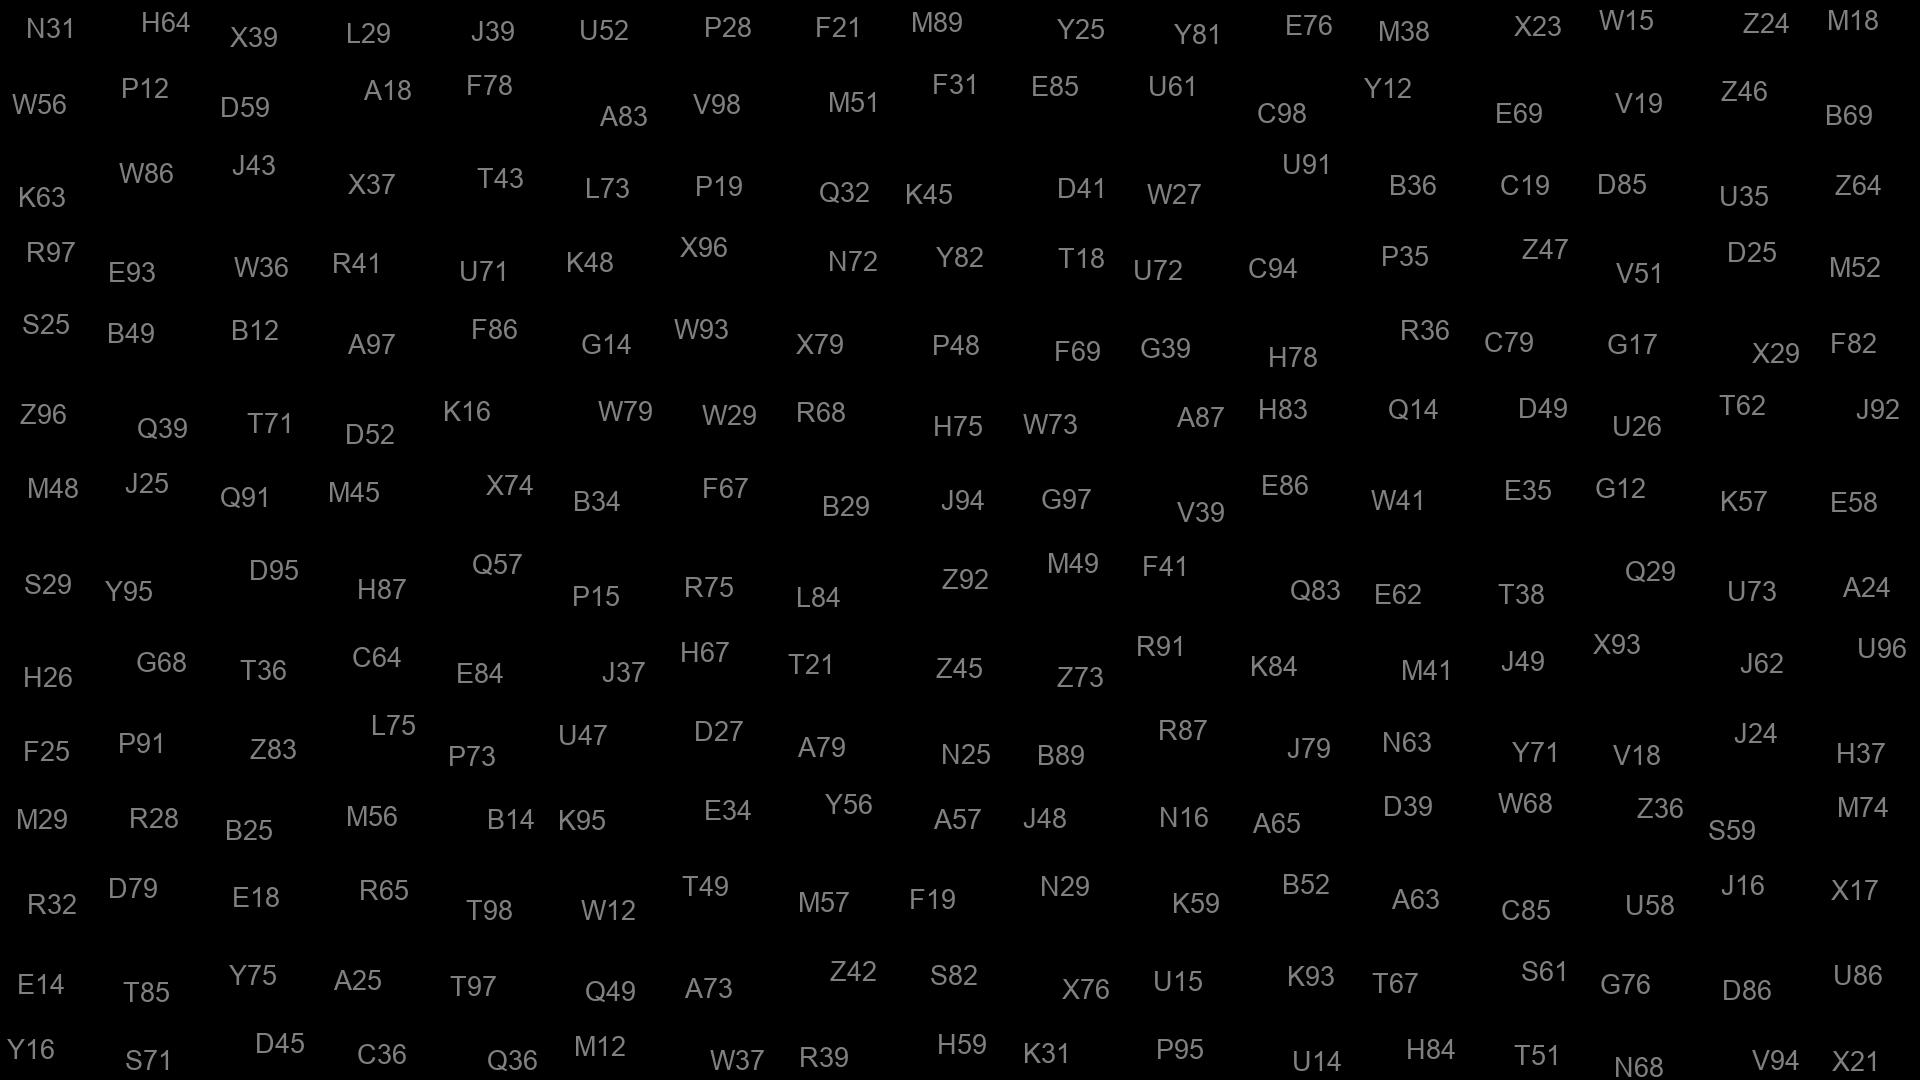 N31 H64 X39 L29 J39 U52 P28 F21 M89 Y25 Y81 E76 M38 X23 W15 Z24 M18
W56 P12 D59 A18 F78 A83 V98 M51 F31 E85 U61 C98 Y12 E69 V19 Z46 B69
K63 W86 J43 X37 T43 L73 P19 Q32 K45 D41 W27 U91 B36 C19 D85 U35 Z64
R97 E93 W36 R41 U71 K48 X96 N72 Y82 T18 U72 C94 P35 Z47 V51 D25 M52
S25 B49 B12 A97 F86 G14 W93 X79 P48 F69 G39 H78 R36 C79 G17 X29 F82
Z96 Q39 T71 D52 K16 W79 W29 R68 H75 W73 A87 H83 Q14 D49 U26 T62 J92
M48 J25 Q91 M45 X74 B34 F67 B29 J94 G97 V39 E86 W41 E35 G12 K57 E58
S29 Y95 D95 H87 Q57 P15 R75 L84 Z92 M49 F41 Q83 E62 T38 Q29 U73 A24
H26 G68 T36 C64 E84 J37 H67 T21 Z45 Z73 R91 K84 M41 J49 X93 J62 U96
F25 P91 Z83 L75 P73 U47 D27 A79 N25 B89 R87 J79 N63 Y71 V18 J24 H37
M29 R28 B25 M56 B14 K95 E34 Y56 A57 J48 N16 A65 D39 W68 Z36 S59 M74
R32 D79 E18 R65 T98 W12 T49 M57 F19 N29 K59 B52 A63 C85 U58 J16 X17
E14 T85 Y75 A25 T97 Q49 A73 Z42 S82 X76 U15 K93 T67 S61 G76 D86 U86
Y16 S71 D45 C36 Q36 M12 W37 R39 H59 K31 P95 U14 H84 T51 N68 V94 X21